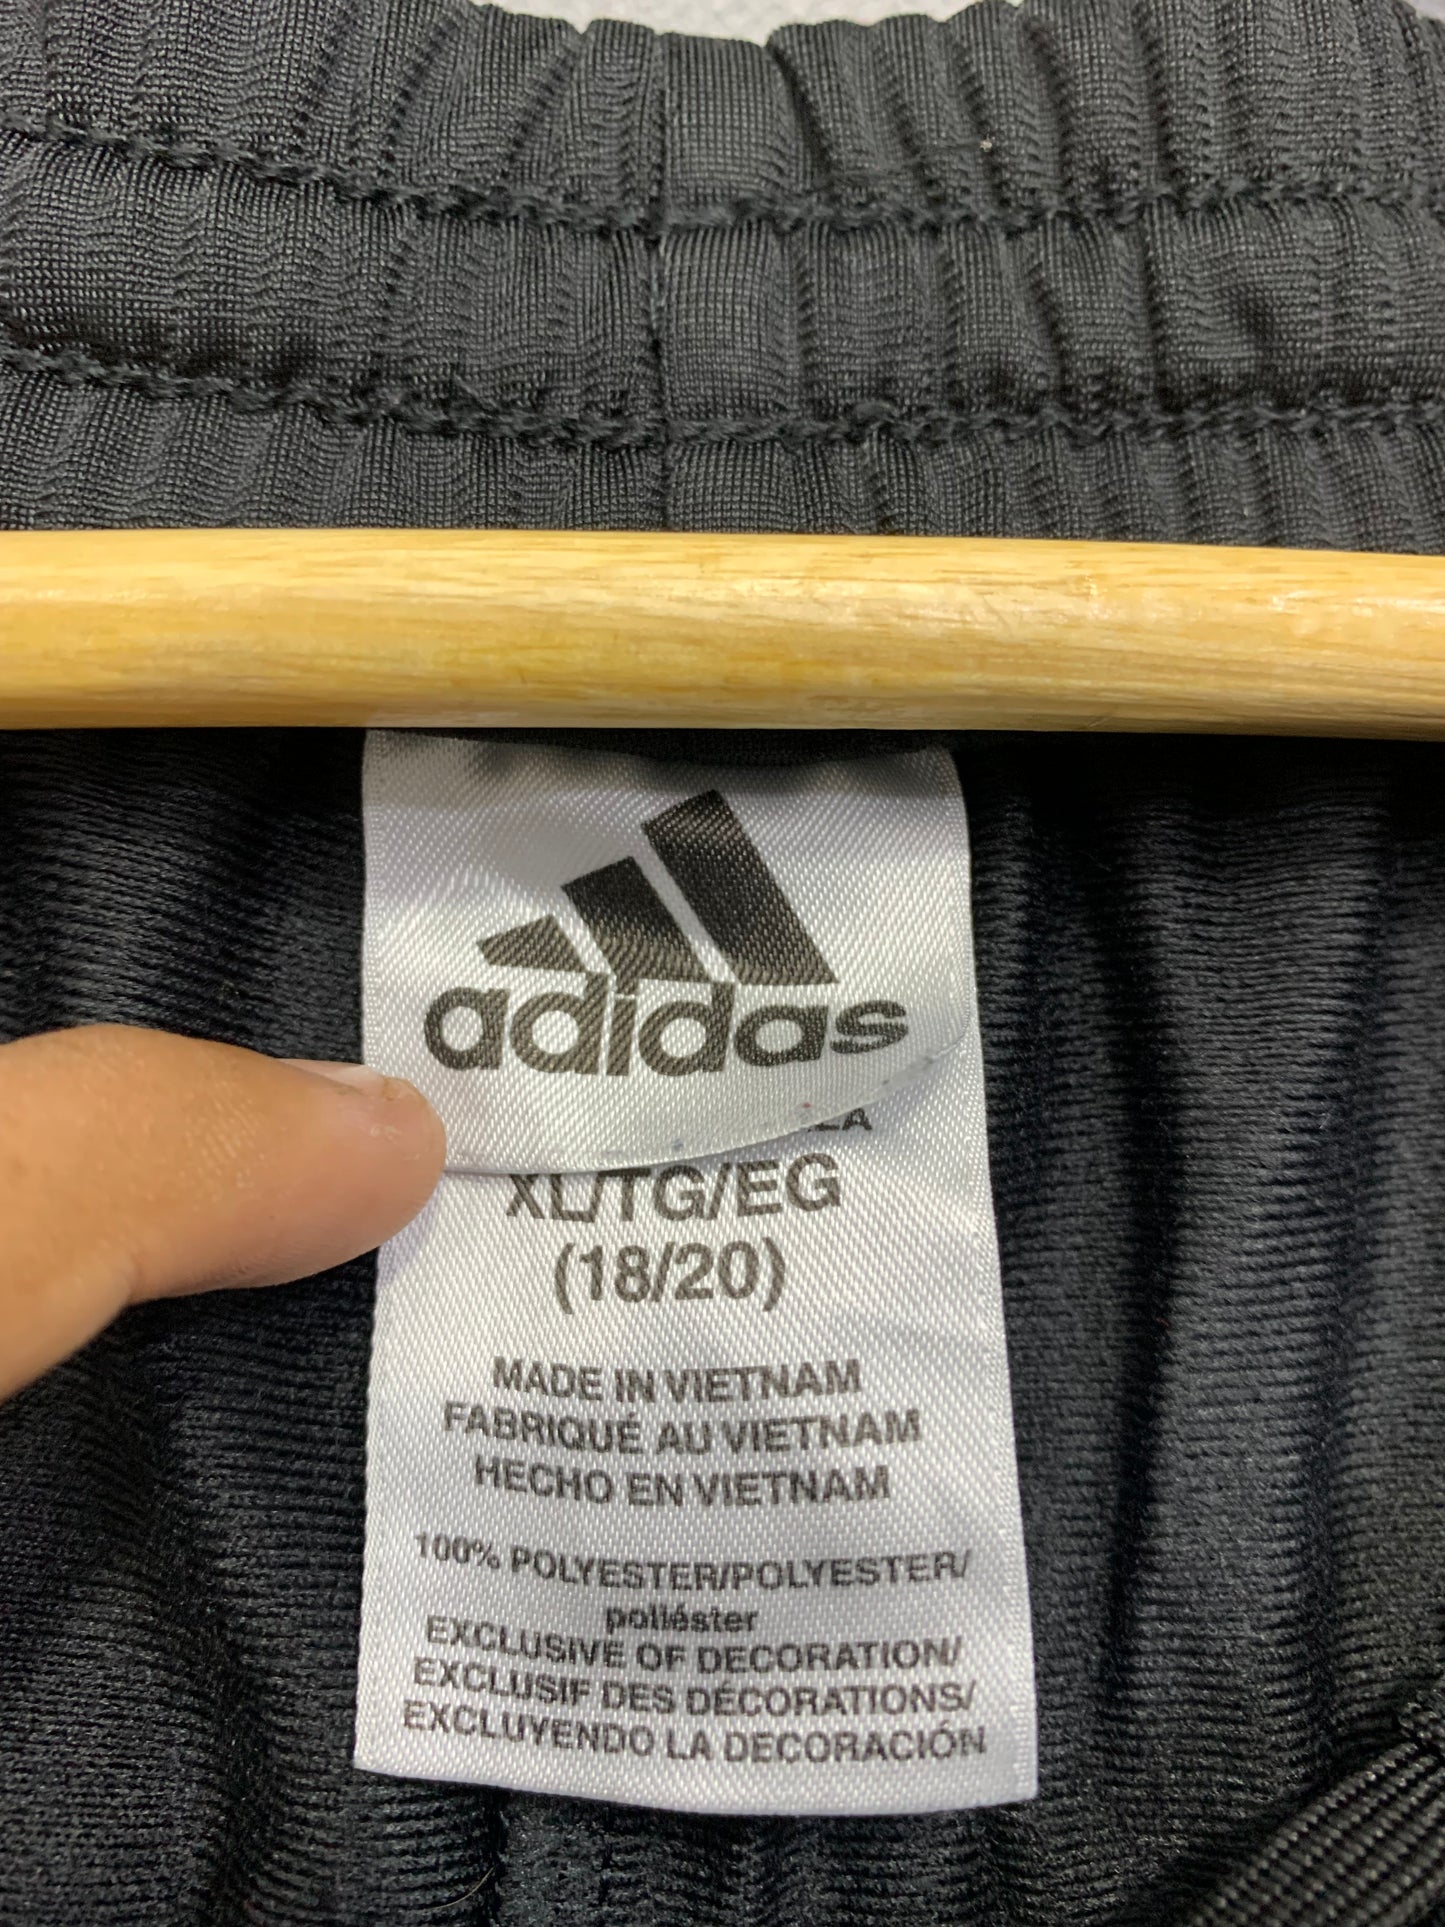 adidas
XL/TG/EG
(18/20)
MADE IN VIETNAM
FABRIQUÉ AU VIETNAM
HECHO EN VIETNAM
100% POLYESTER/POLYESTER/
poliéster
EXCLUSIVE OF DECORATION/
EXCLUSIF DES DÉCORATIONS/
EXCLUYENDO LA DECORACIÓN